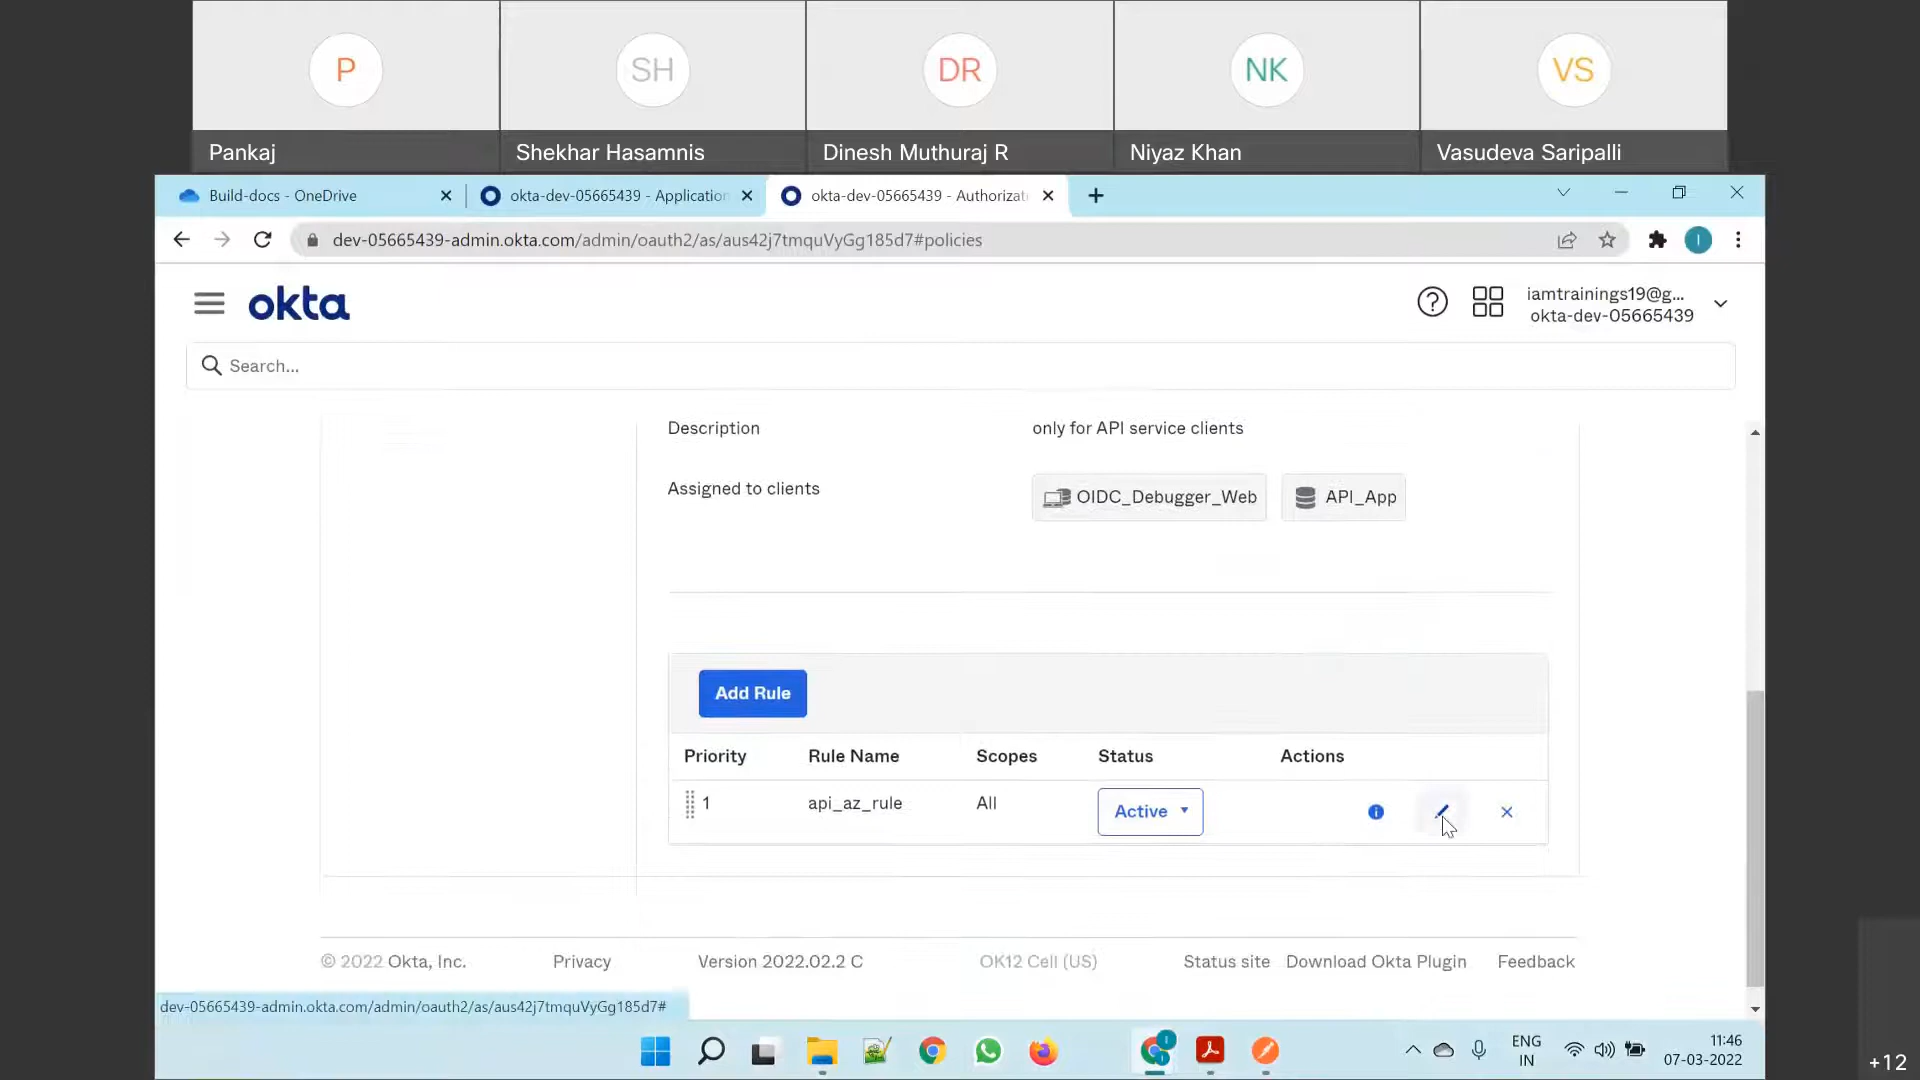 P
SH
DR
NK
VS
Pankaj
Shekhar Hasamnis
Dinesh Muthuraj R
Niyaz Khan
Vasudeva Saripalli
Build-docs - OneDrive
okta-dev-05665439 - Application
okta-dev-05665439 - Authorizat
dev-05665439-admin.okta.com/admin/oauth2/as/aus42j7tmquVyGg185d7#policies
I
okta
iamtrainings19@g...
okta-dev-05665439
Search...
Description
only for API service clients
Assigned to clients
OIDC_Debugger_Web
API_App
Add Rule
Priority Rule Name Scopes Status Actions
1 api_az_rule All Active
© 2022 Okta, Inc. Privacy Version 2022.02.2 C OK12 Cell (US) Status site Download Okta Plugin Feedback
dev-05665439-admin.okta.com/admin/oauth2/as/aus42j7tmquVyGg185d7#
ENG
IN
11:46
07-03-2022
+12